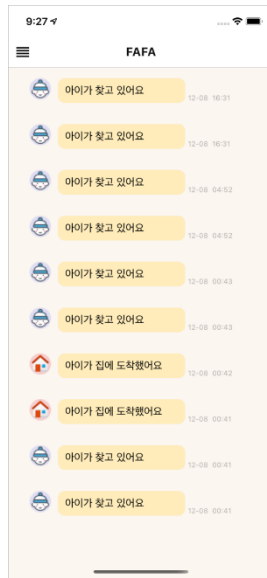 9:27
FAFA
아이가 찾고 있어요
12-08 16:31
아이가 찾고 있어요
12-08 16:31
아이가 찾고 있어요
12-08 04:52
아이가 찾고 있어요
12-08 04:52
아이가 찾고 있어요
12-08 00:43
아이가 찾고 있어요
12-08 00:43
아이가 집에 도착했어요
12-08 00:42
아이가 집에 도착했어요
12-08 00:41
아이가 찾고 있어요
12-08 00:41
아이가 찾고 있어요
12-08 00:41